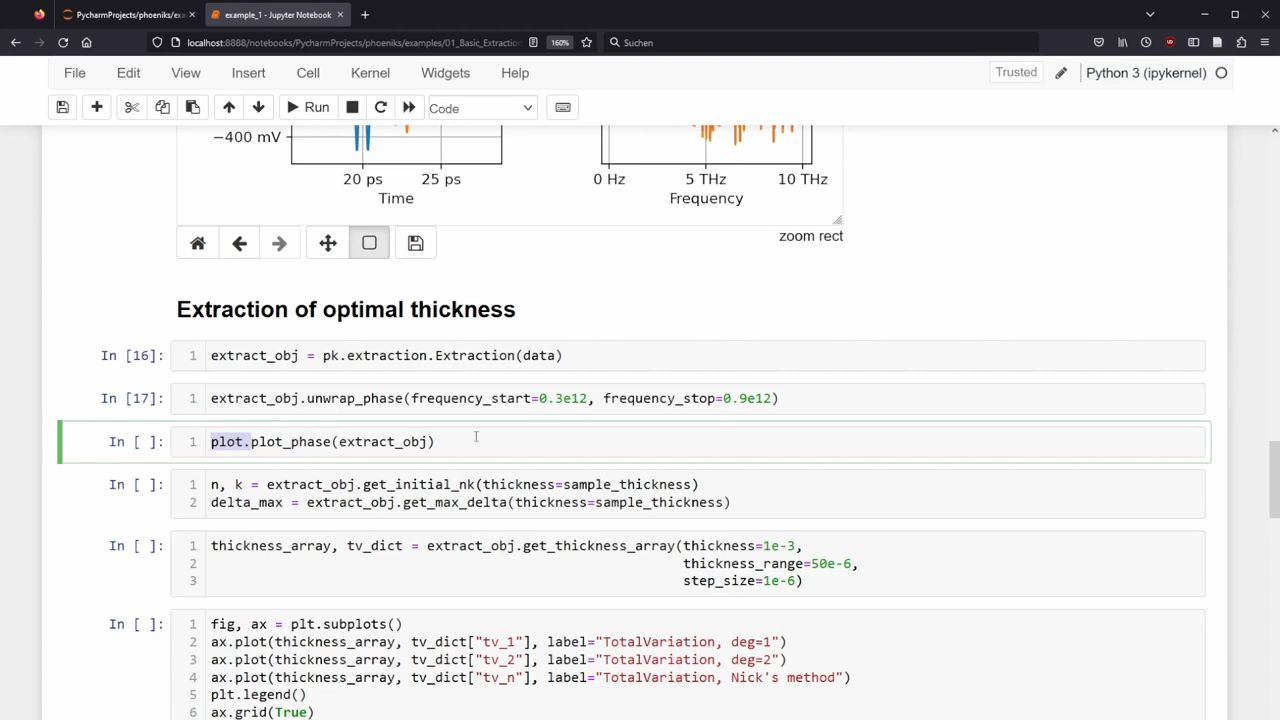 PycharmProjects/phoeniks/exa
example_1 - Jupyter Notebook
localhost:8888/notebooks/PycharmProjects/phoeniks/examples/01_Basic_Extraction
160%
Suchen
File Edit View Insert Cell Kernel Widgets Help
Trusted
Python 3 (ipykernel)
Run
Code
−400 mV
20 ps 25 ps
Time
0 Hz 5 THz 10 THz
Frequency
zoom rect
Extraction of optimal thickness
In [16]: 1 extract_obj = pk.extraction.Extraction(data)
In [17]: 1 extract_obj.unwrap_phase(frequency_start=0.3e12, frequency_stop=0.9e12)
In [ ]: 1 plot.plot_phase(extract_obj)
In [ ]: 1 n, k = extract_obj.get_initial_nk(thickness=sample_thickness)
2 delta_max = extract_obj.get_max_delta(thickness=sample_thickness)
In [ ]: 1 thickness_array, tv_dict = extract_obj.get_thickness_array(thickness=1e-3,
2 thickness_range=50e-6,
3 step_size=1e-6)
In [ ]: 1 fig, ax = plt.subplots()
2 ax.plot(thickness_array, tv_dict["tv_1"], label="TotalVariation, deg=1")
3 ax.plot(thickness_array, tv_dict["tv_2"], label="TotalVariation, deg=2")
4 ax.plot(thickness_array, tv_dict["tv_n"], label="TotalVariation, Nick's method")
5 plt.legend()
6 ax.grid(True)